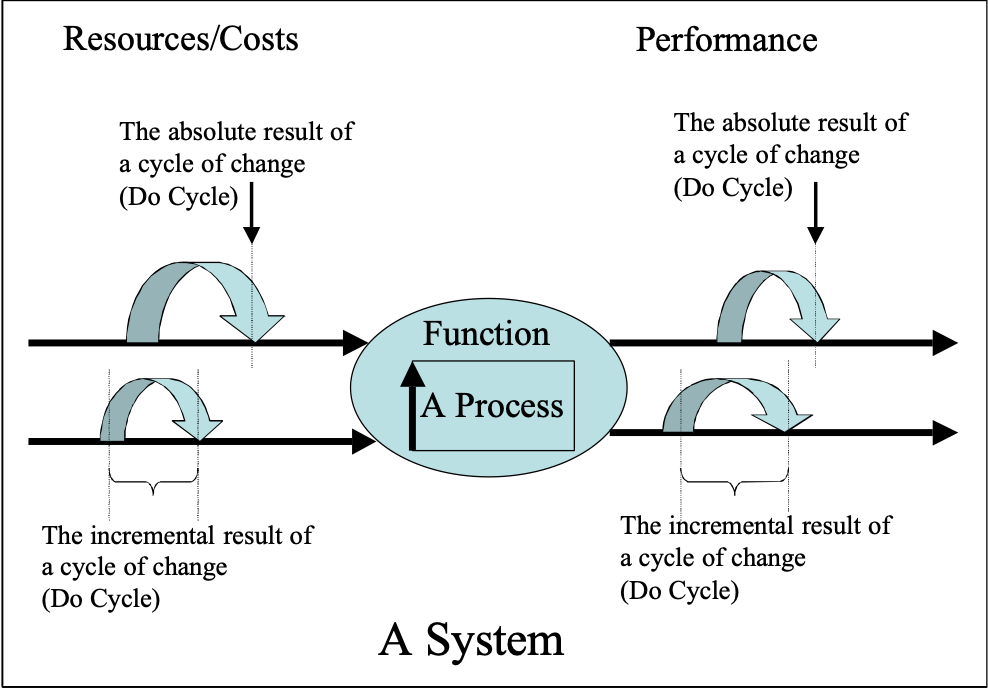 Resources/Costs
Performance
The absolute result of
a cycle of change
(Do Cycle)
The absolute result of
a cycle of change
(Do Cycle)
Function
A Process
The incremental result of
a cycle of change
(Do Cycle)
The incremental result of
a cycle of change
(Do Cycle)
A System